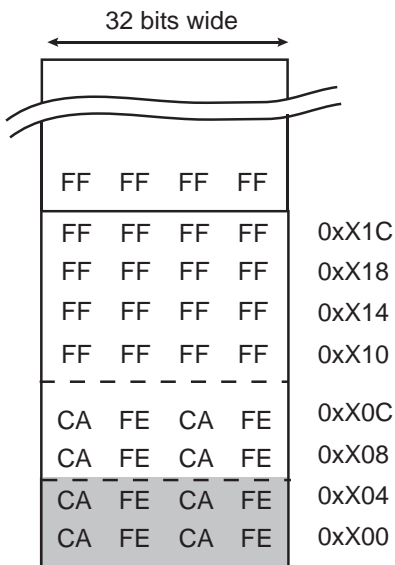 32 bits wide
FF FF FF FF
FF FF FF FF 0xX1C
FF FF FF FF 0xX18
FF FF FF FF 0xX14
FF FF FF FF 0xX10
CA FE CA FE 0xX0C
CA FE CA FE 0xX08
CA FE CA FE 0xX04
CA FE CA FE 0xX00